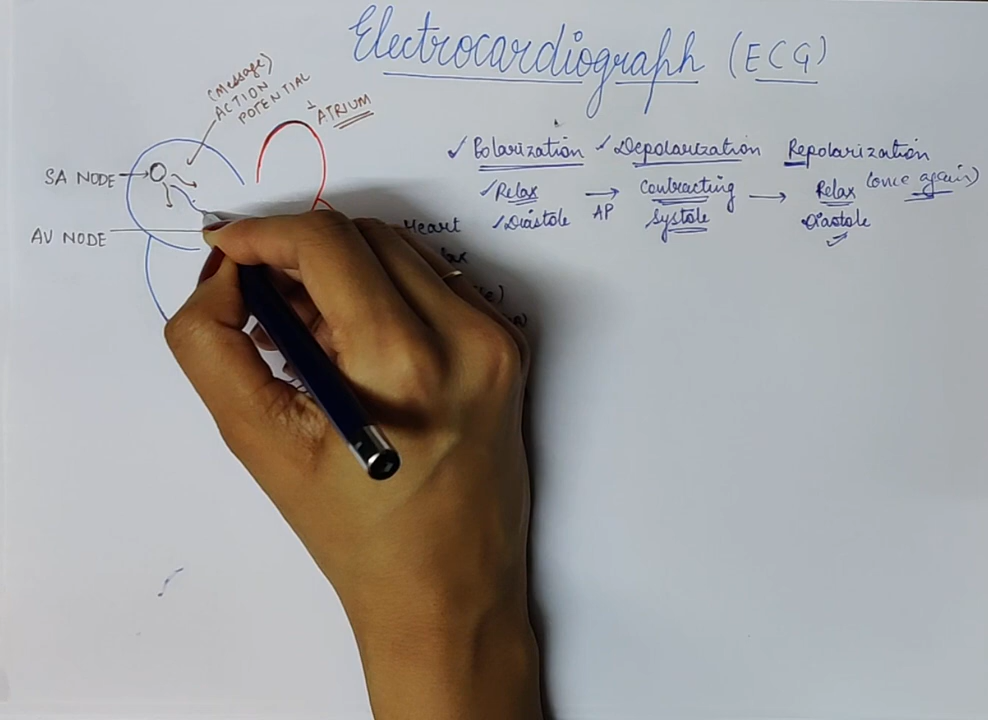 Electrocardiograph (ECG)
(Message)
ACTION
POTENTIAL
ATRIUM
SA NODE
AV NODE
Heart
Polarization Depolarization Repolarization
Relax → Contracting → Relax (once again)
Diastole AP Systole Diastole